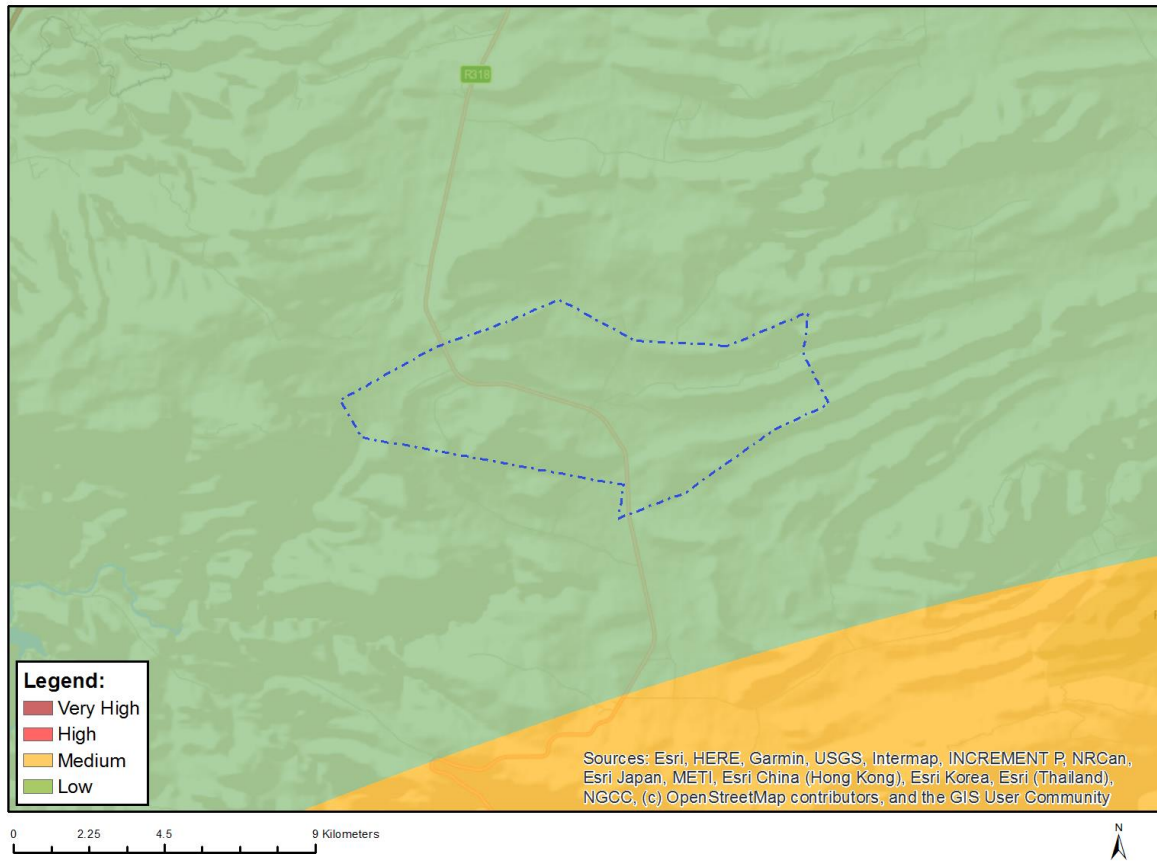 R318
Legend:
Very High
High
Medium
Low
Sources: Esri, HERE, Garmin, USGS, Intermap, INCREMENT P, NRCan,
Esri Japan, METI, Esri China (Hong Kong), Esri Korea, Esri (Thailand),
NGCC, (c) OpenStreetMap contributors, and the GIS User Community
0 2.25 4.5 9 Kilometers
N